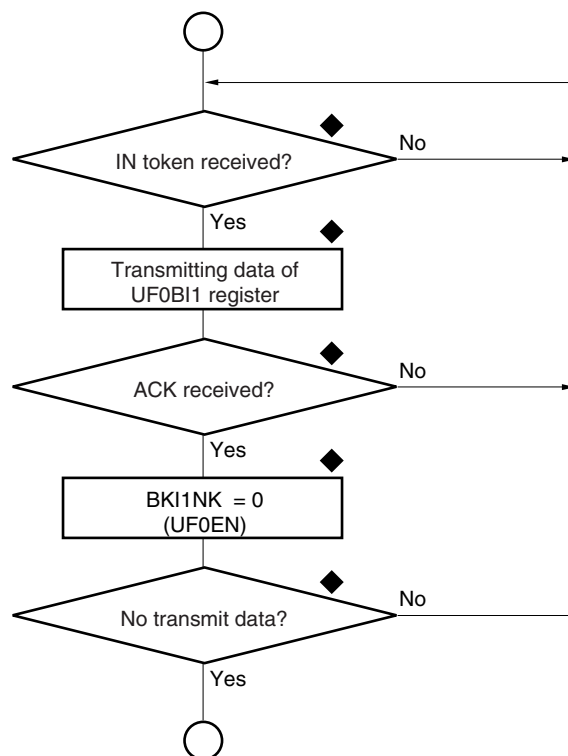 IN token received?
No
Yes
Transmitting data of
UF0BI1 register
ACK received?
No
Yes
BKI1NK = 0
(UF0EN)
No transmit data?
No
Yes